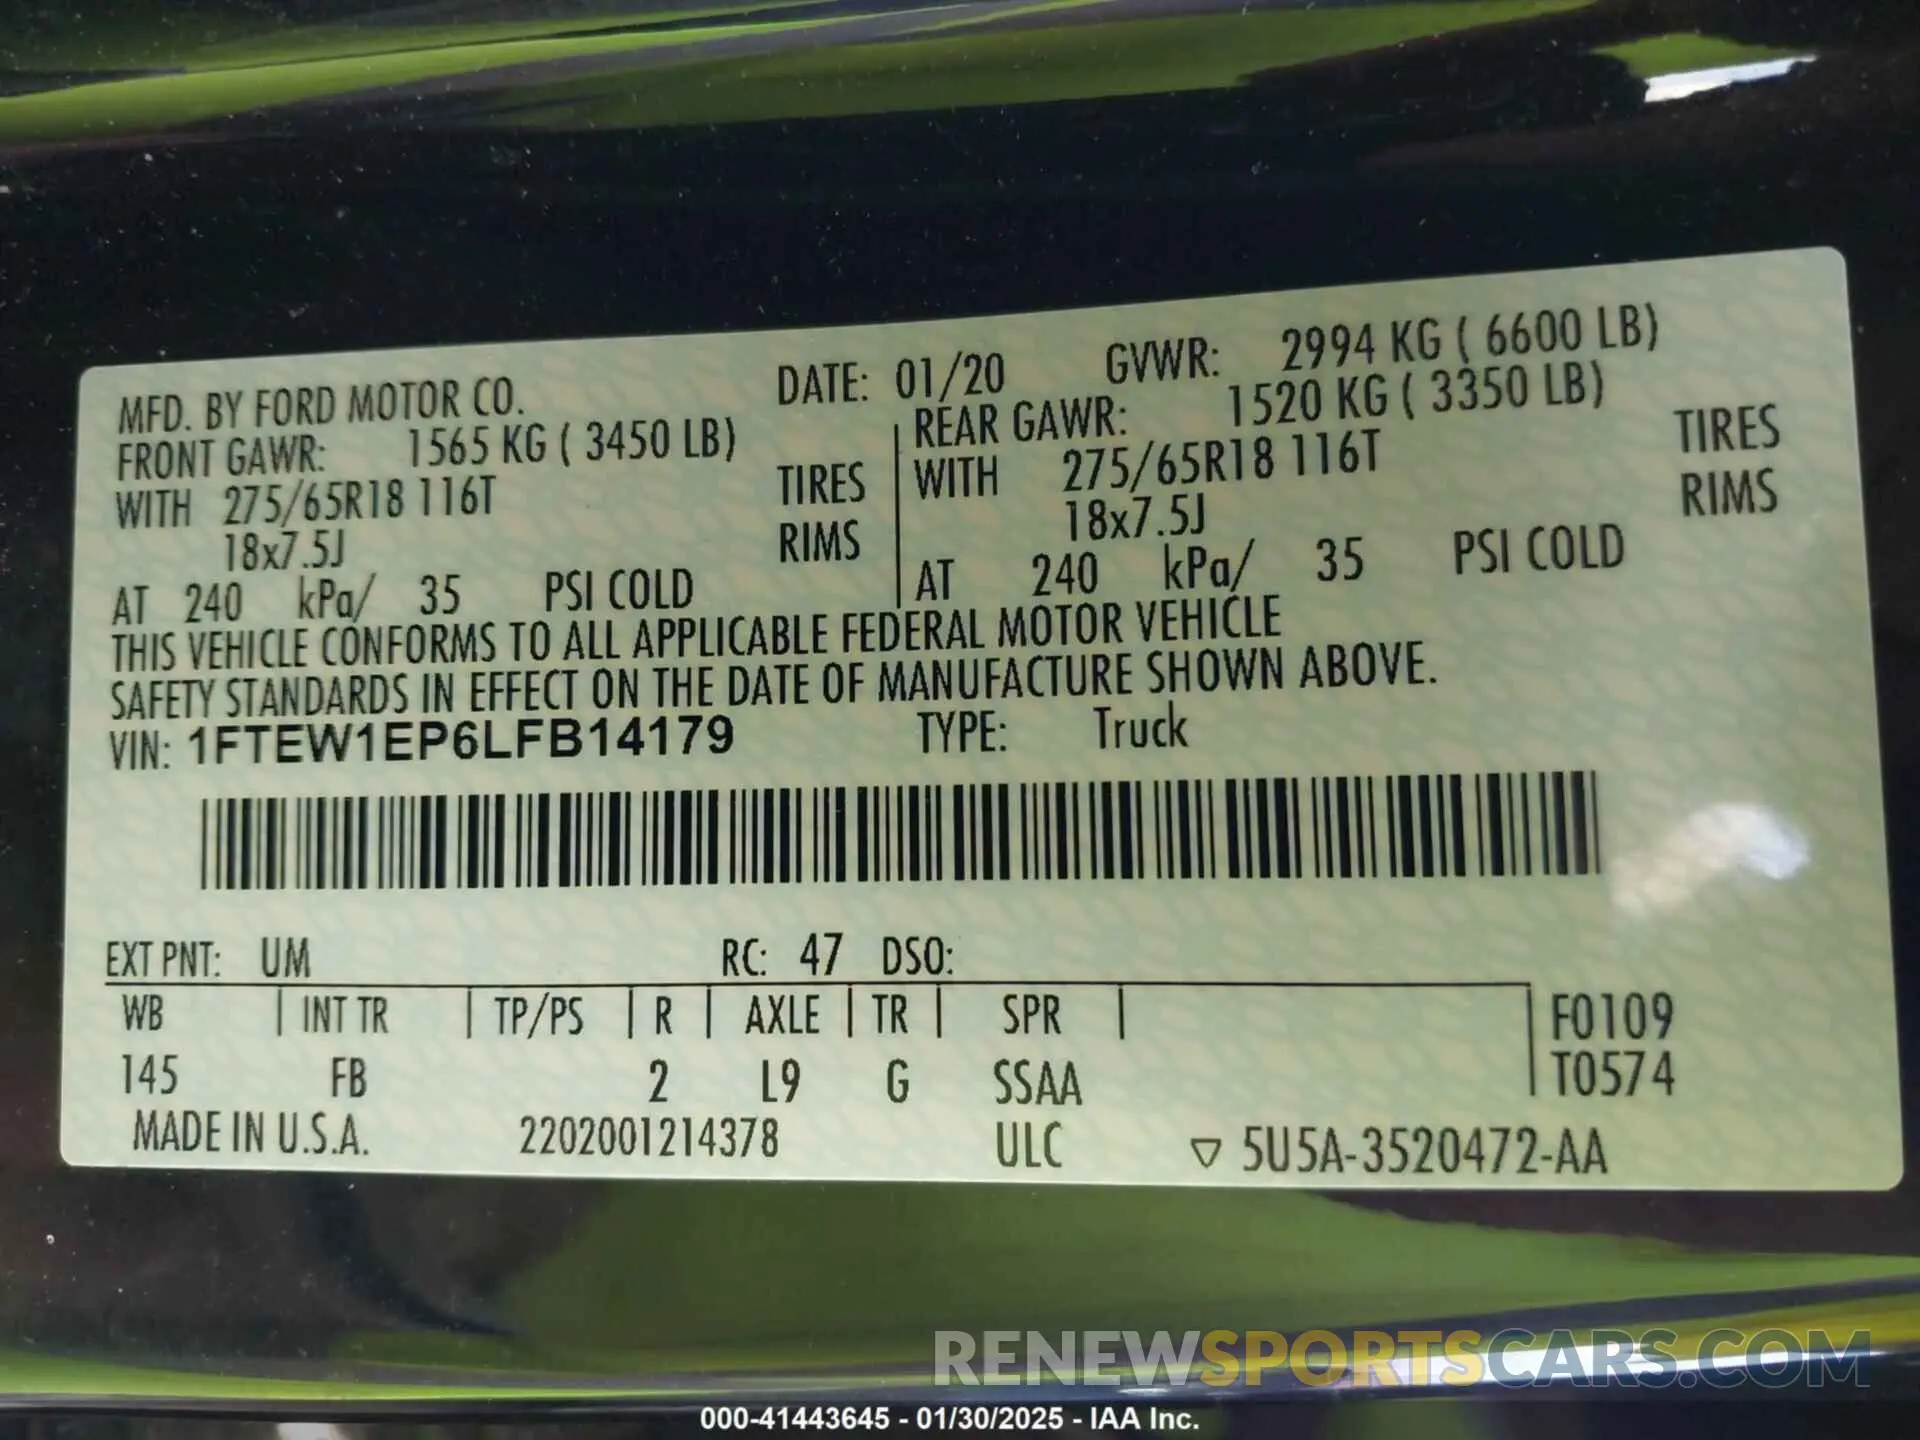 MFD. BY FORD MOTOR CO. DATE: 01/20 GVWR: 2994 KG ( 6600 LB)
FRONT GAWR: 1565 KG ( 3450 LB) REAR GAWR: 1520 KG ( 3350 LB)
WITH 275/65R18 116T TIRES WITH 275/65R18 116T TIRES
18x7.5J RIMS 18x7.5J RIMS
AT 240 kPa/ 35 PSI COLD AT 240 kPa/ 35 PSI COLD
THIS VEHICLE CONFORMS TO ALL APPLICABLE FEDERAL MOTOR VEHICLE
SAFETY STANDARDS IN EFFECT ON THE DATE OF MANUFACTURE SHOWN ABOVE.
VIN: 1FTEW1EP6LFB14179 TYPE: Truck
EXT PNT: UM RC: 47 DSO:
WB | INT TR | TP/PS | R | AXLE | TR | SPR | F0109
145 FB 2 L9 G SSAA T0574
MADE IN U.S.A. 2202001214378 ULC ▽ 5U5A-3520472-AA
RENEWSPORTSCARS.COM
000-41443645 - 01/30/2025 - IAA Inc.